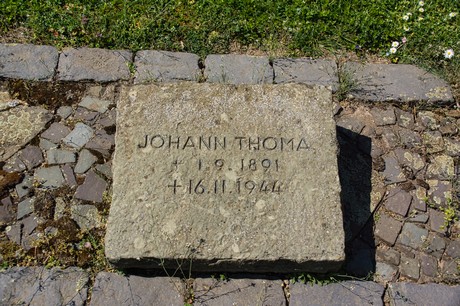 JOHANN THOMA
+ 1.9.1891
+ 16.11.1944